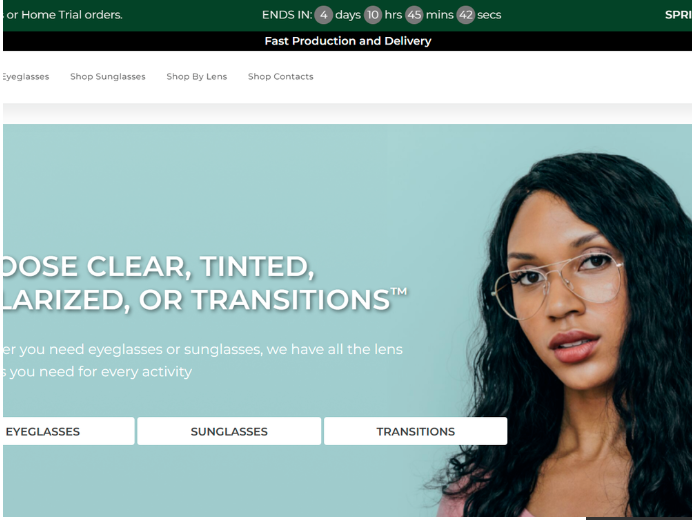 s or Home Trial orders. ENDS IN: 4 days 10 hrs 45 mins 42 secs SPRI
Fast Production and Delivery
Eyeglasses Shop Sunglasses Shop By Lens Shop Contacts
OOSE CLEAR, TINTED,
LARIZED, OR TRANSITIONS™
er you need eyeglasses or sunglasses, we have all the lens
s you need for every activity
EYEGLASSES SUNGLASSES TRANSITIONS